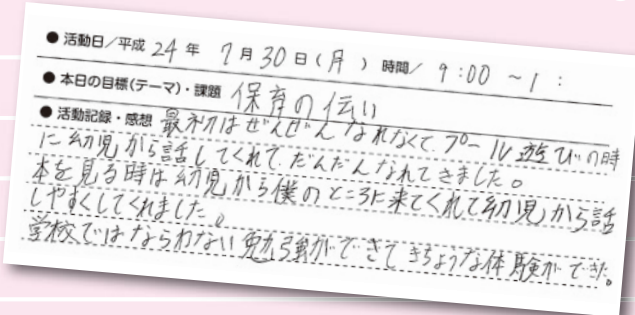 ● 活動日/平成 24 年 7 月 30 日 (月) 時間/ 9:00 ~ 1 :
● 本日の目標(テーマ)・課題 保育の伝い
● 活動記録・感想 最初はぜんぜんなれなくて、プール遊びの時
に幼児から話してくれて、だんだんなれてきました。
本を見る時は幼児から僕のところに来てくれて幼児から話
しやすくしてくれました。
学校ではならわない勉強ができてきちょうな体験ができた。